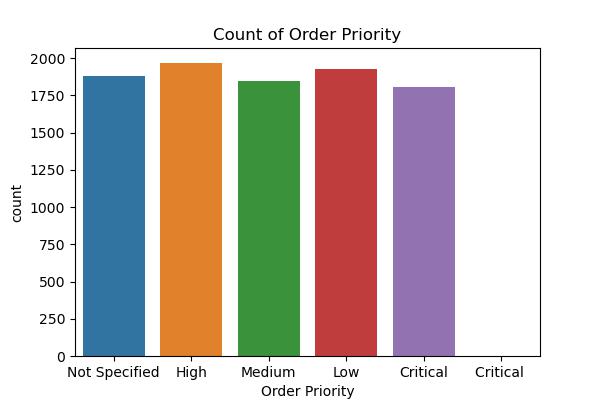 Count of Order Priority
2000
1750
1500
1250
1000
750
500
250
0
count
Not Specified High Medium Low Critical Critical
Order Priority